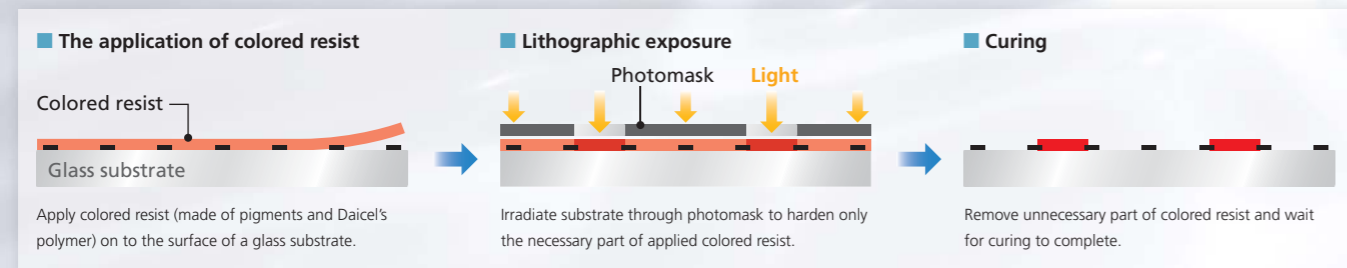 The application of colored resist
Colored resist
Glass substrate
Apply colored resist (made of pigments and Daicel's
polymer) on to the surface of a glass substrate.
Lithographic exposure
Photomask
Light
Irradiate substrate through photomask to harden only
the necessary part of applied colored resist.
Curing
Remove unnecessary part of colored resist and wait
for curing to complete.